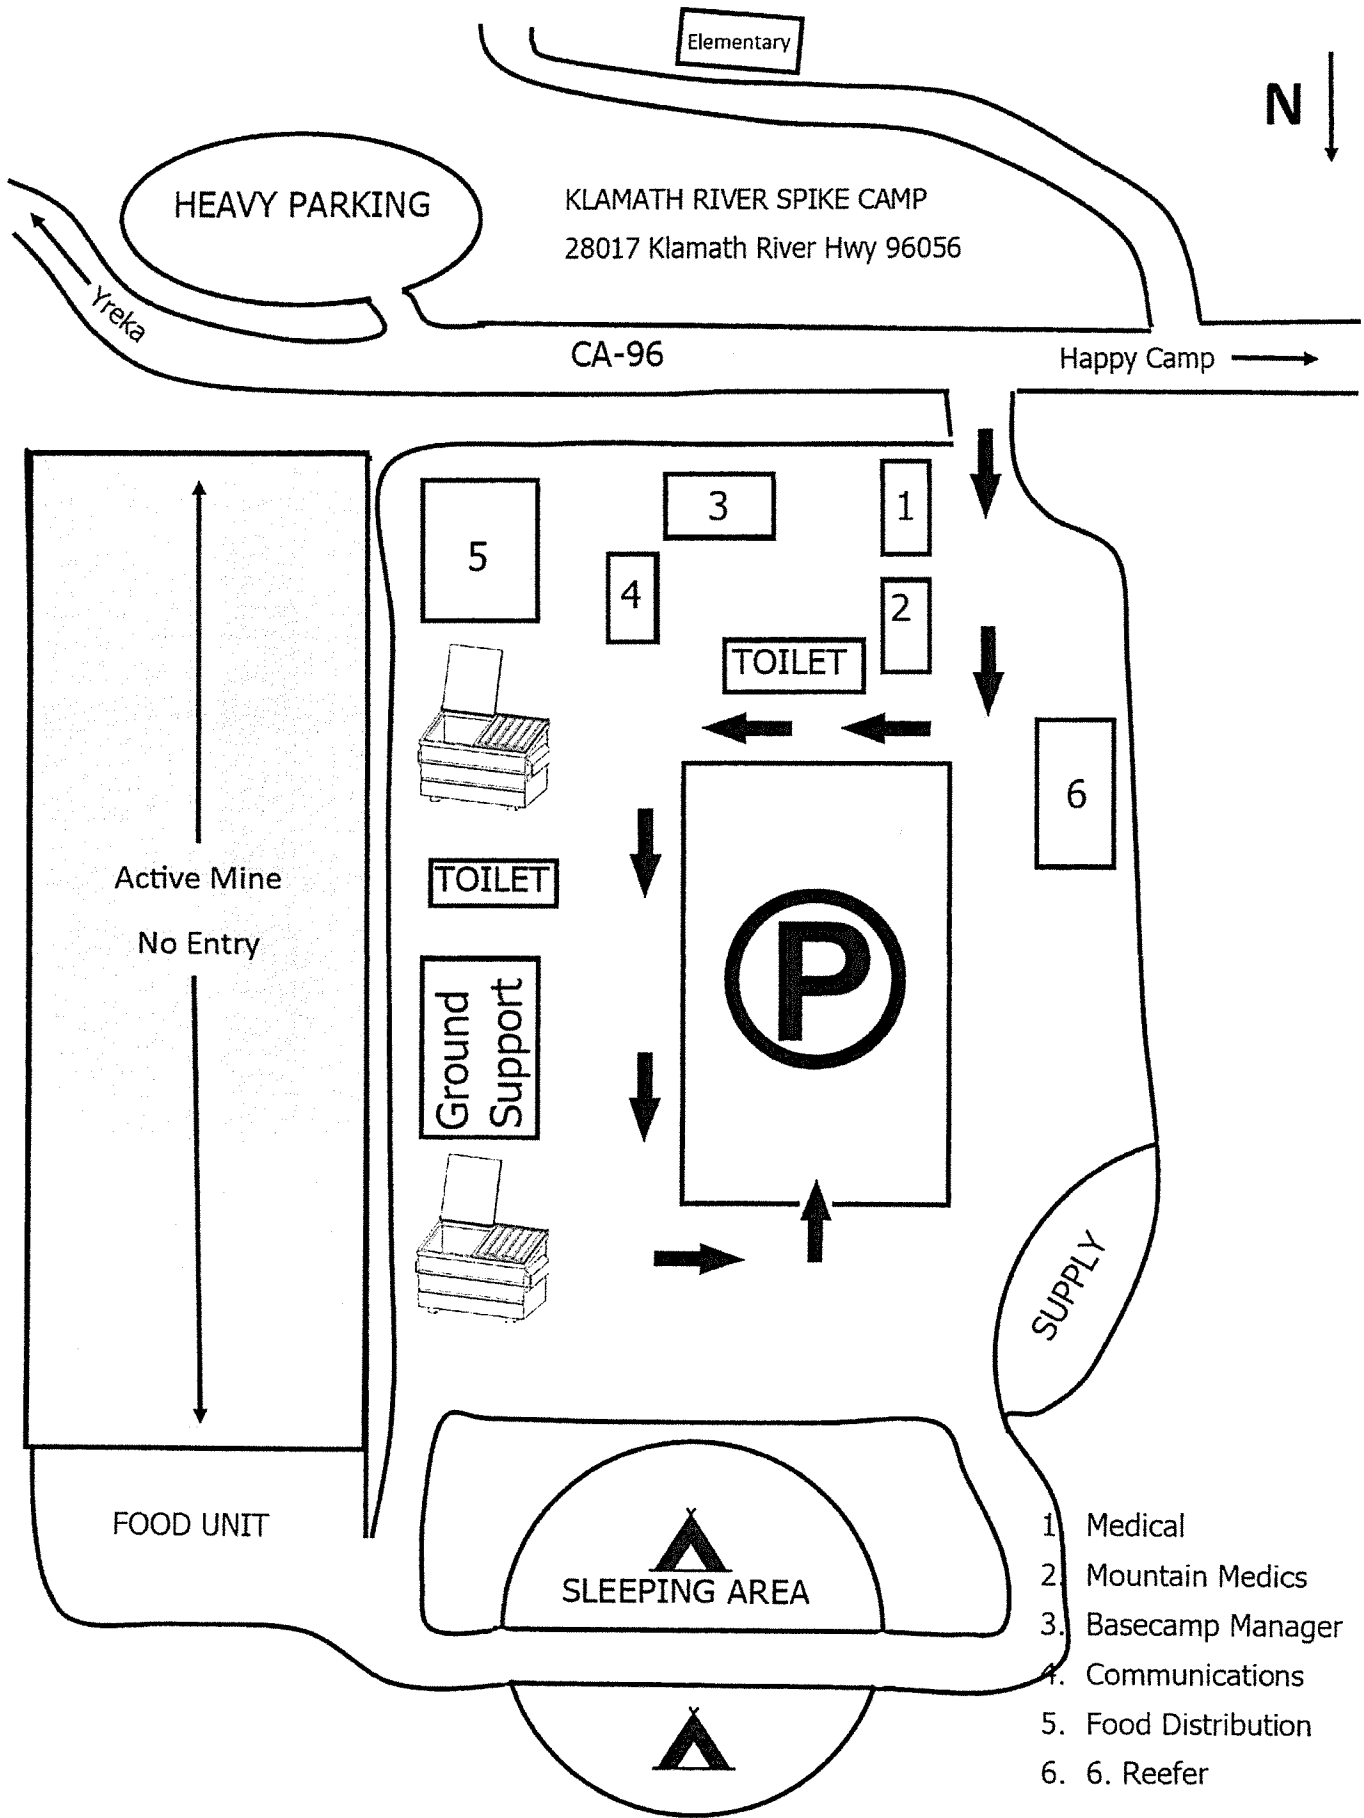 Elementary
N
HEAVY PARKING
KLAMATH RIVER SPIKE CAMP
28017 Klamath River Hwy 96056
Yreka
CA-96
Happy Camp
1
3
5
4
2
TOILET
6
Active Mine
No Entry
TOILET
P
Ground
Support
SUPPLY
FOOD UNIT
SLEEPING AREA
1. Medical
2. Mountain Medics
3. Basecamp Manager
4. Communications
5. Food Distribution
6. 6. Reefer